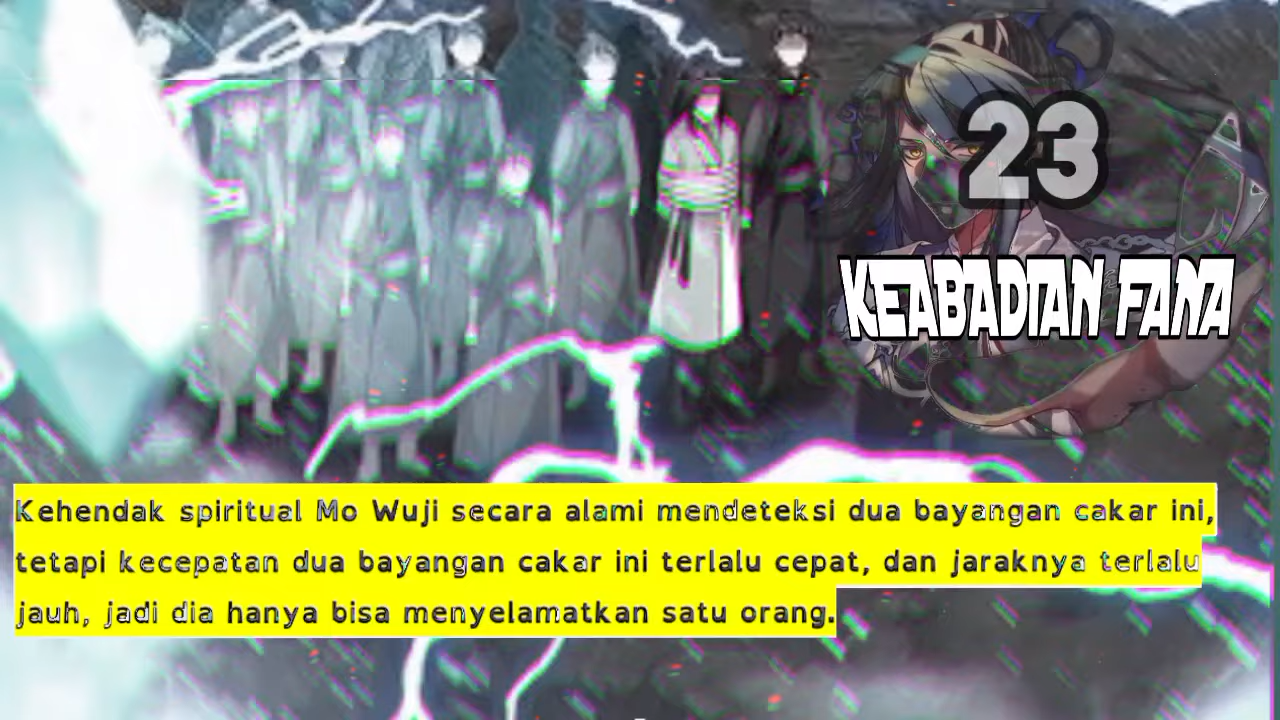 23
KEABADIAN FANA
Kehendak spiritual Mo Wuji secara alami mendeteksi dua bayangan cakar ini,
tetapi kecepatan dua bayangan cakar ini terlalu cepat, dan jaraknya terlalu
jauh, jadi dia hanya bisa menyelamatkan satu orang.